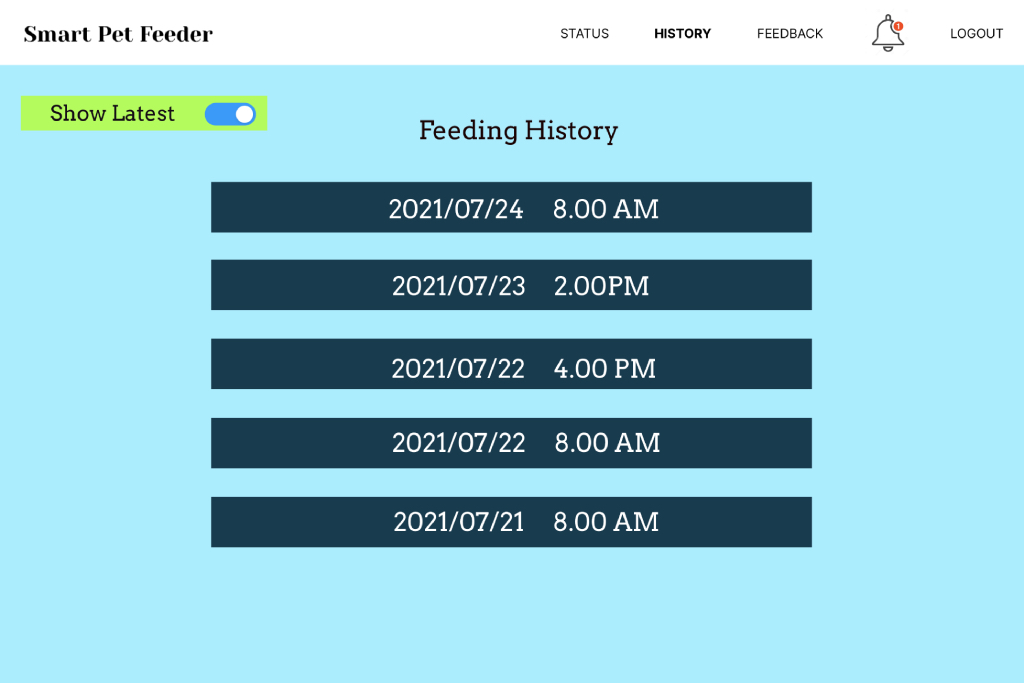 Smart Pet Feeder
STATUS HISTORY FEEDBACK 1 LOGOUT
Show Latest
Feeding History
2021/07/24 8.00 AM
2021/07/23 2.00PM
2021/07/22 4.00 PM
2021/07/22 8.00 AM
2021/07/21 8.00 AM